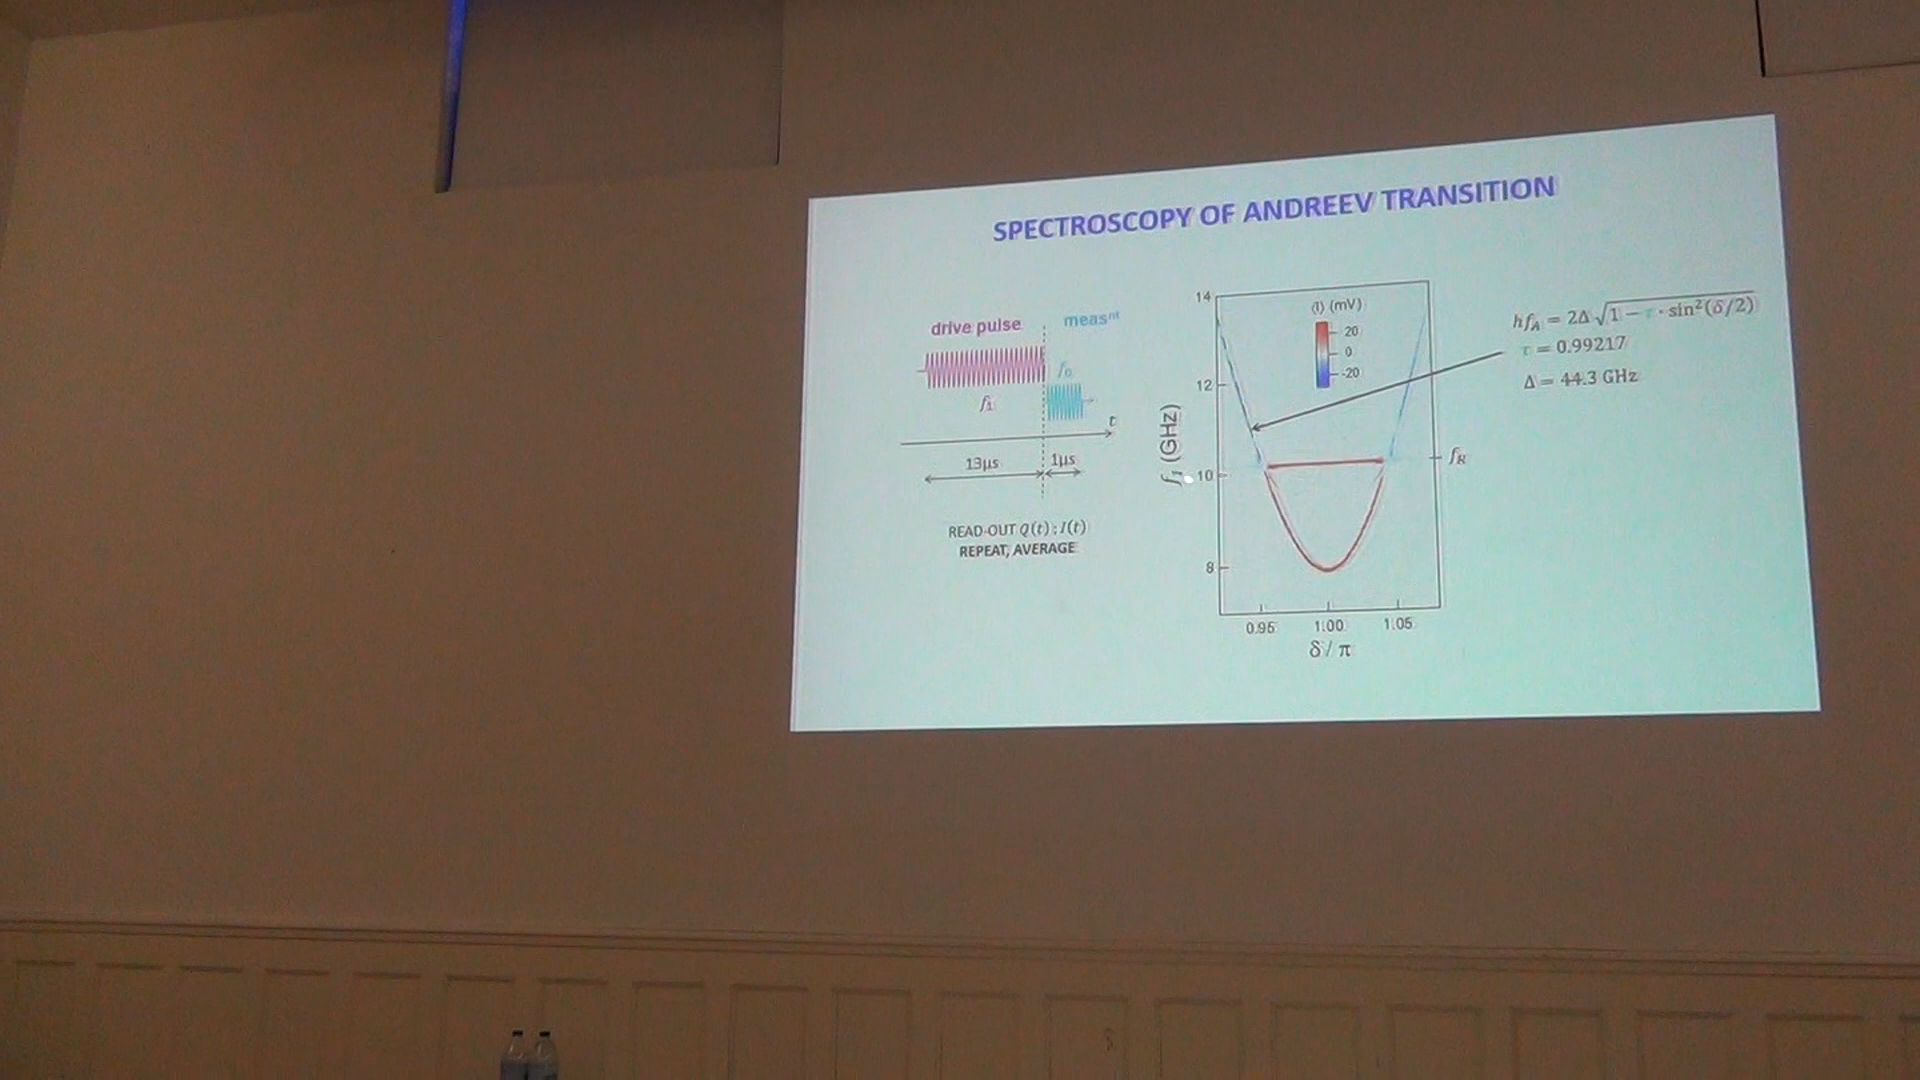 SPECTROSCOPY OF ANDREEV TRANSITION
drive pulse
measⁿᵗ
f₀
f₁
t
13μs
1μs
READ-OUT Q(t) ; I(t)
REPEAT, AVERAGE
⟨I⟩ (mV)
20
0
-20
14
12
10
8
f₁ (GHz)
0.95 1.00 1.05
δ / π
f_R
hf_A = 2Δ √(1 − τ · sin²(δ/2))
τ = 0.99217
Δ = 44.3 GHz